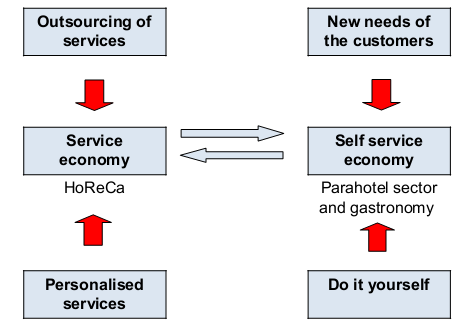 Outsourcing of
services
New needs of
the customers
Service
economy
Self service
economy
HoReCa
Parahotel sector
and gastronomy
Personalised
services
Do it yourself